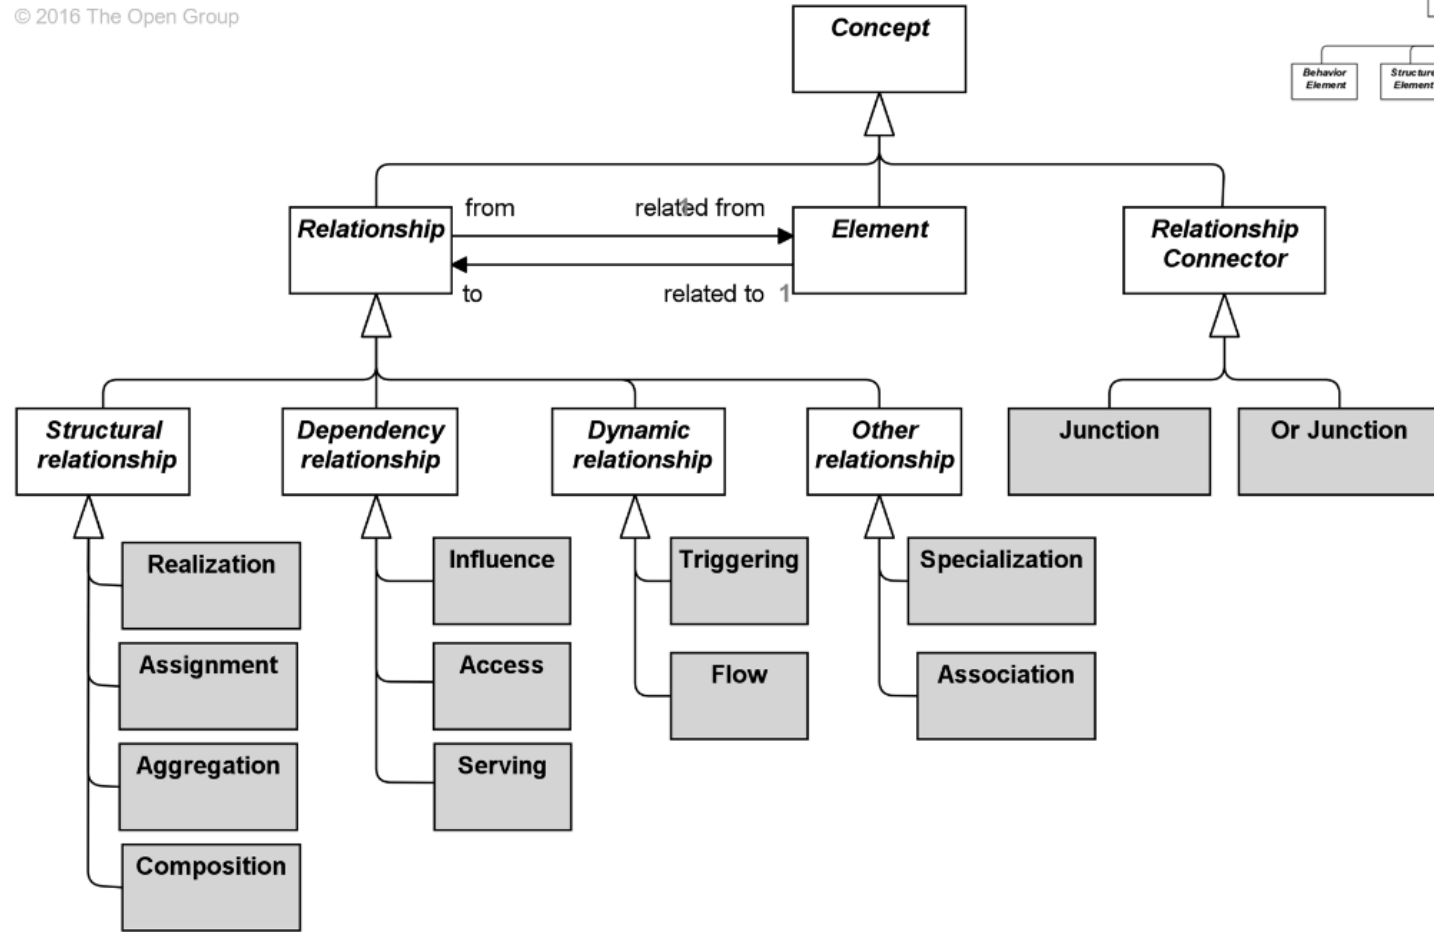 © 2016 The Open Group
Concept
Behavior
Element
Structure
Element
from
related from
1
Relationship
Element
Relationship
Connector
to
related to 1
Structural
relationship
Dependency
relationship
Dynamic
relationship
Other
relationship
Junction
Or Junction
Realization
Influence
Triggering
Specialization
Assignment
Access
Flow
Association
Aggregation
Serving
Composition